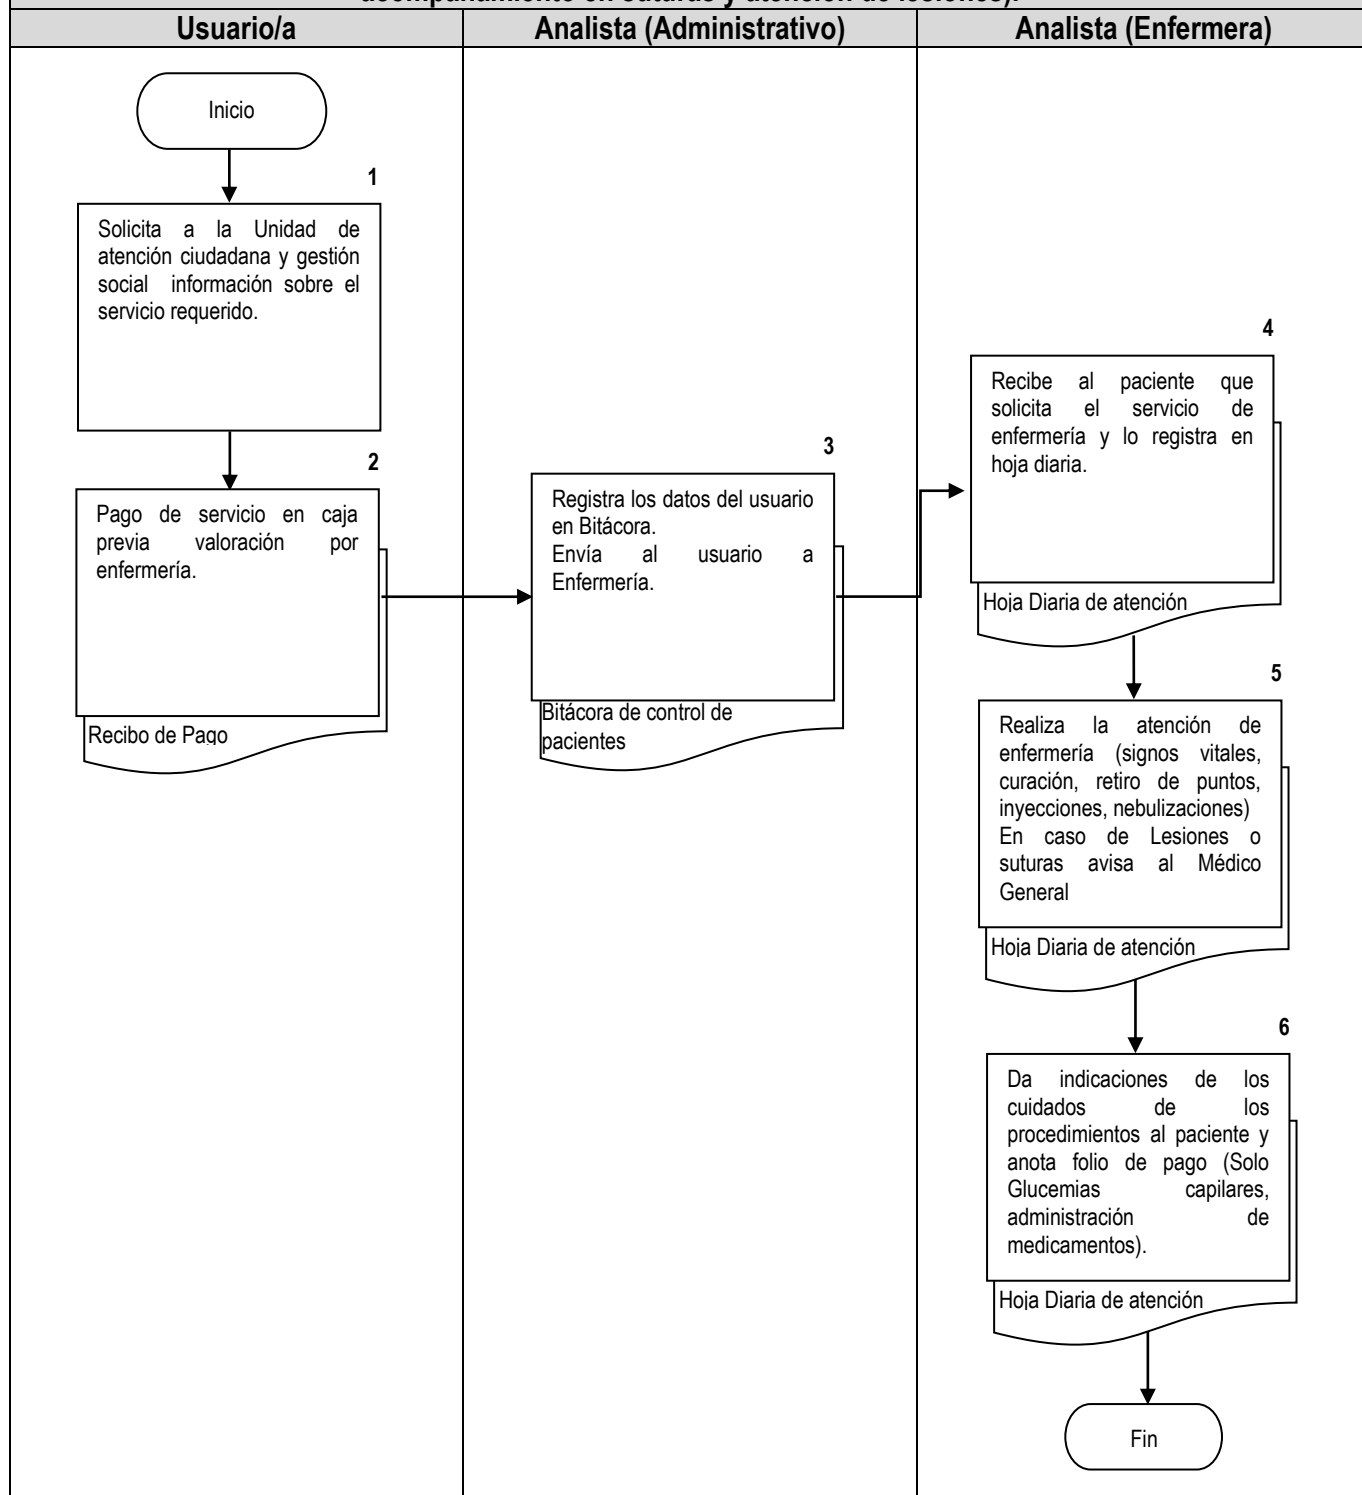 acompañamiento en suturas y atención de lesiones).
Usuario/a
Analista (Administrativo)
Analista (Enfermera)
Inicio
1
Solicita a la Unidad de
atención ciudadana y gestión
social información sobre el
servicio requerido.
2
Pago de servicio en caja
previa valoración por
enfermería.
Recibo de Pago
3
Registra los datos del usuario
en Bitácora.
Envía al usuario a
Enfermería.
Bitácora de control de
pacientes
4
Recibe al paciente que
solicita el servicio de
enfermería y lo registra en
hoja diaria.
Hoja Diaria de atención
5
Realiza la atención de
enfermería (signos vitales,
curación, retiro de puntos,
inyecciones, nebulizaciones)
En caso de Lesiones o
suturas avisa al Médico
General
Hoja Diaria de atención
6
Da indicaciones de los
cuidados de los
procedimientos al paciente y
anota folio de pago (Solo
Glucemias capilares,
administración de
medicamentos).
Hoja Diaria de atención
Fin